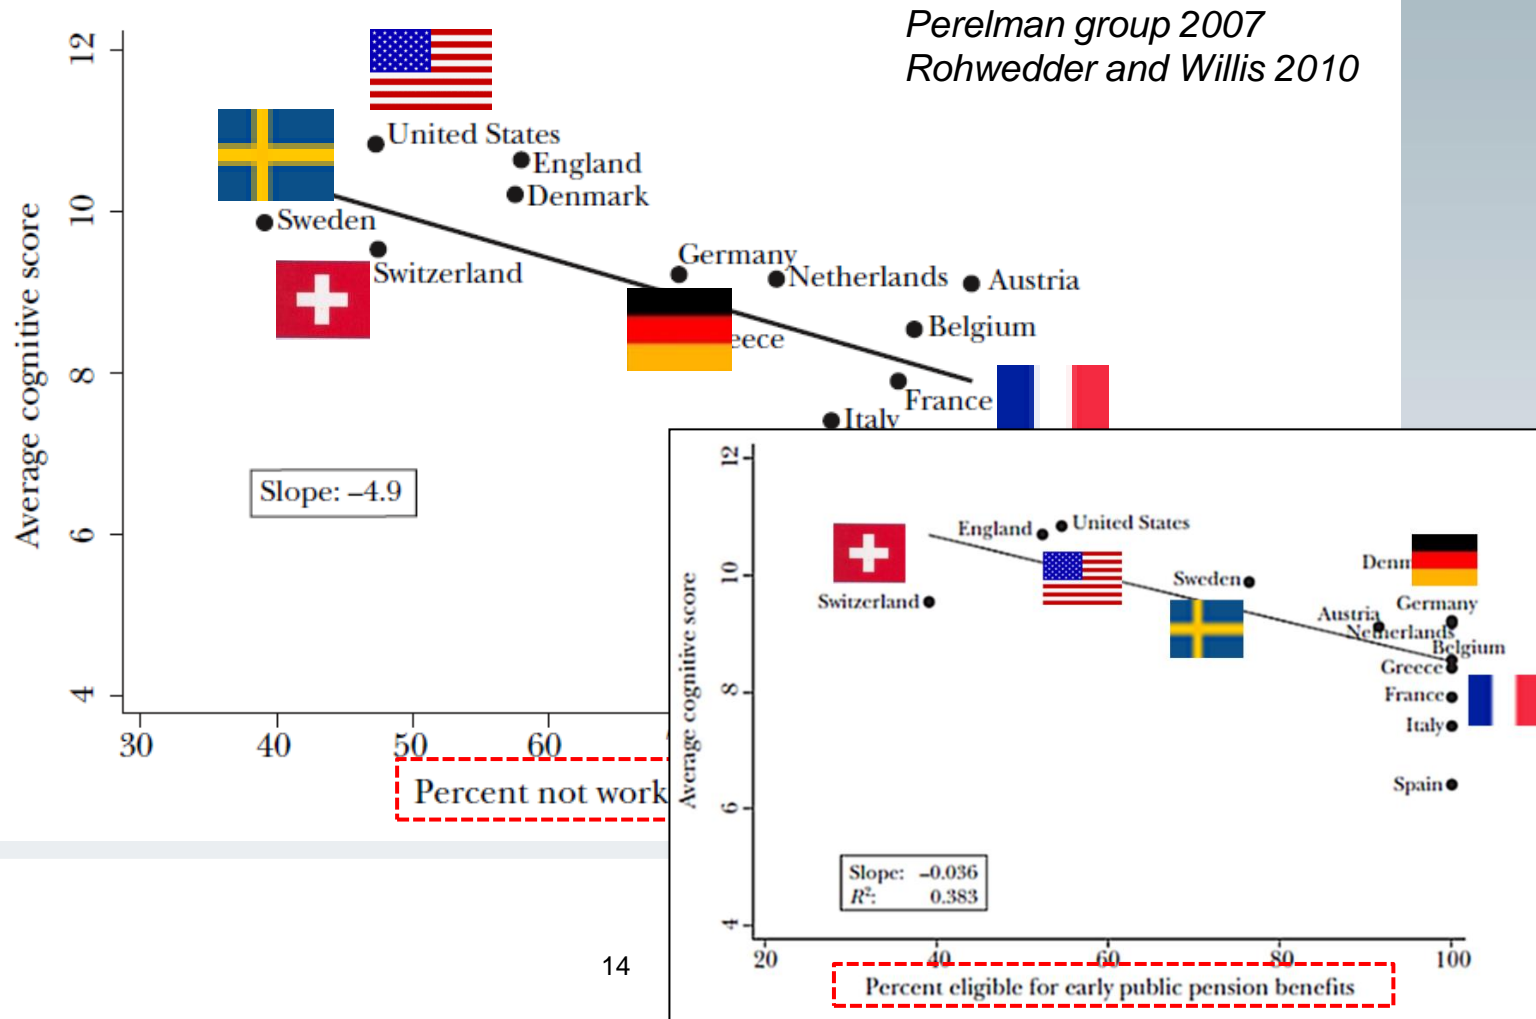 Perelman group 2007
Rohwedder and Willis 2010
Average cognitive score
12
10
8
6
4
United States
England
Denmark
Sweden
Switzerland
Germany
Netherlands
Austria
Belgium
eece
France
Italy
Slope: –4.9
30
40
50
60
Percent not work
Average cognitive score
12
10
8
6
4
England
United States
Sweden
Switzerland
Denm
Germany
Austria
Netherlands
Belgium
Greece
France
Italy
Spain
Slope: –0.036
R²: 0.383
20
40
60
80
100
Percent eligible for early public pension benefits
14